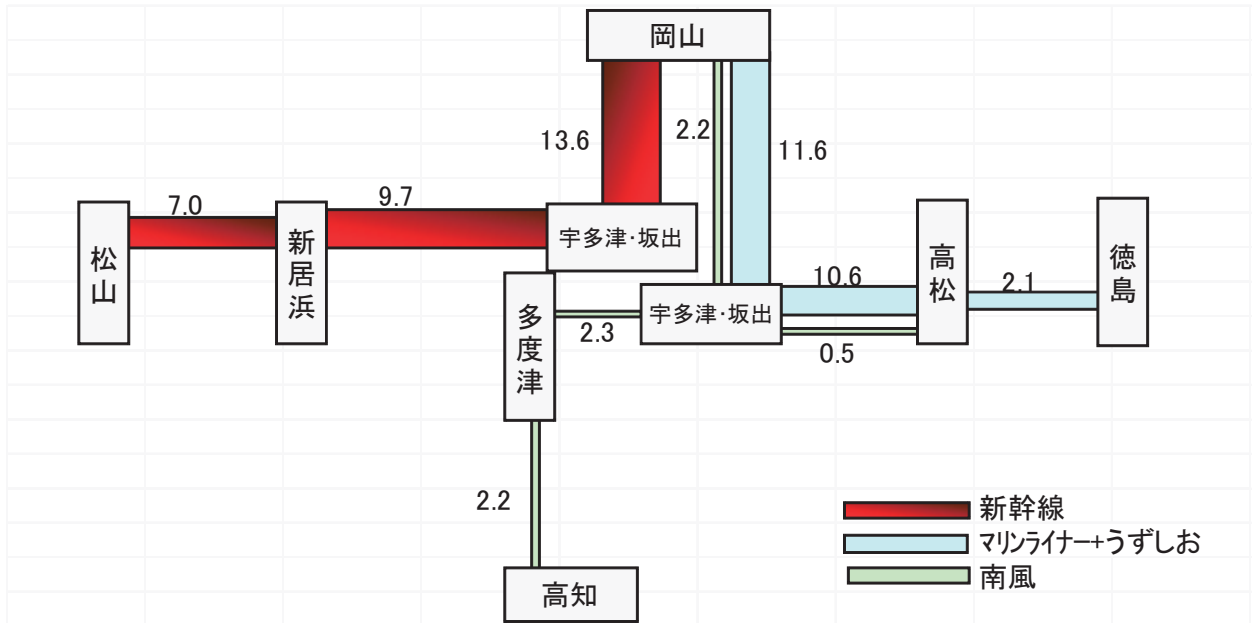 岡山
13.6
2.2
11.6
7.0
9.7
松山
新居浜
宇多津・坂出
高松
徳島
10.6
2.1
多度津
宇多津・坂出
2.3
0.5
2.2
新幹線
マリンライナー+うずしお
南風
高知